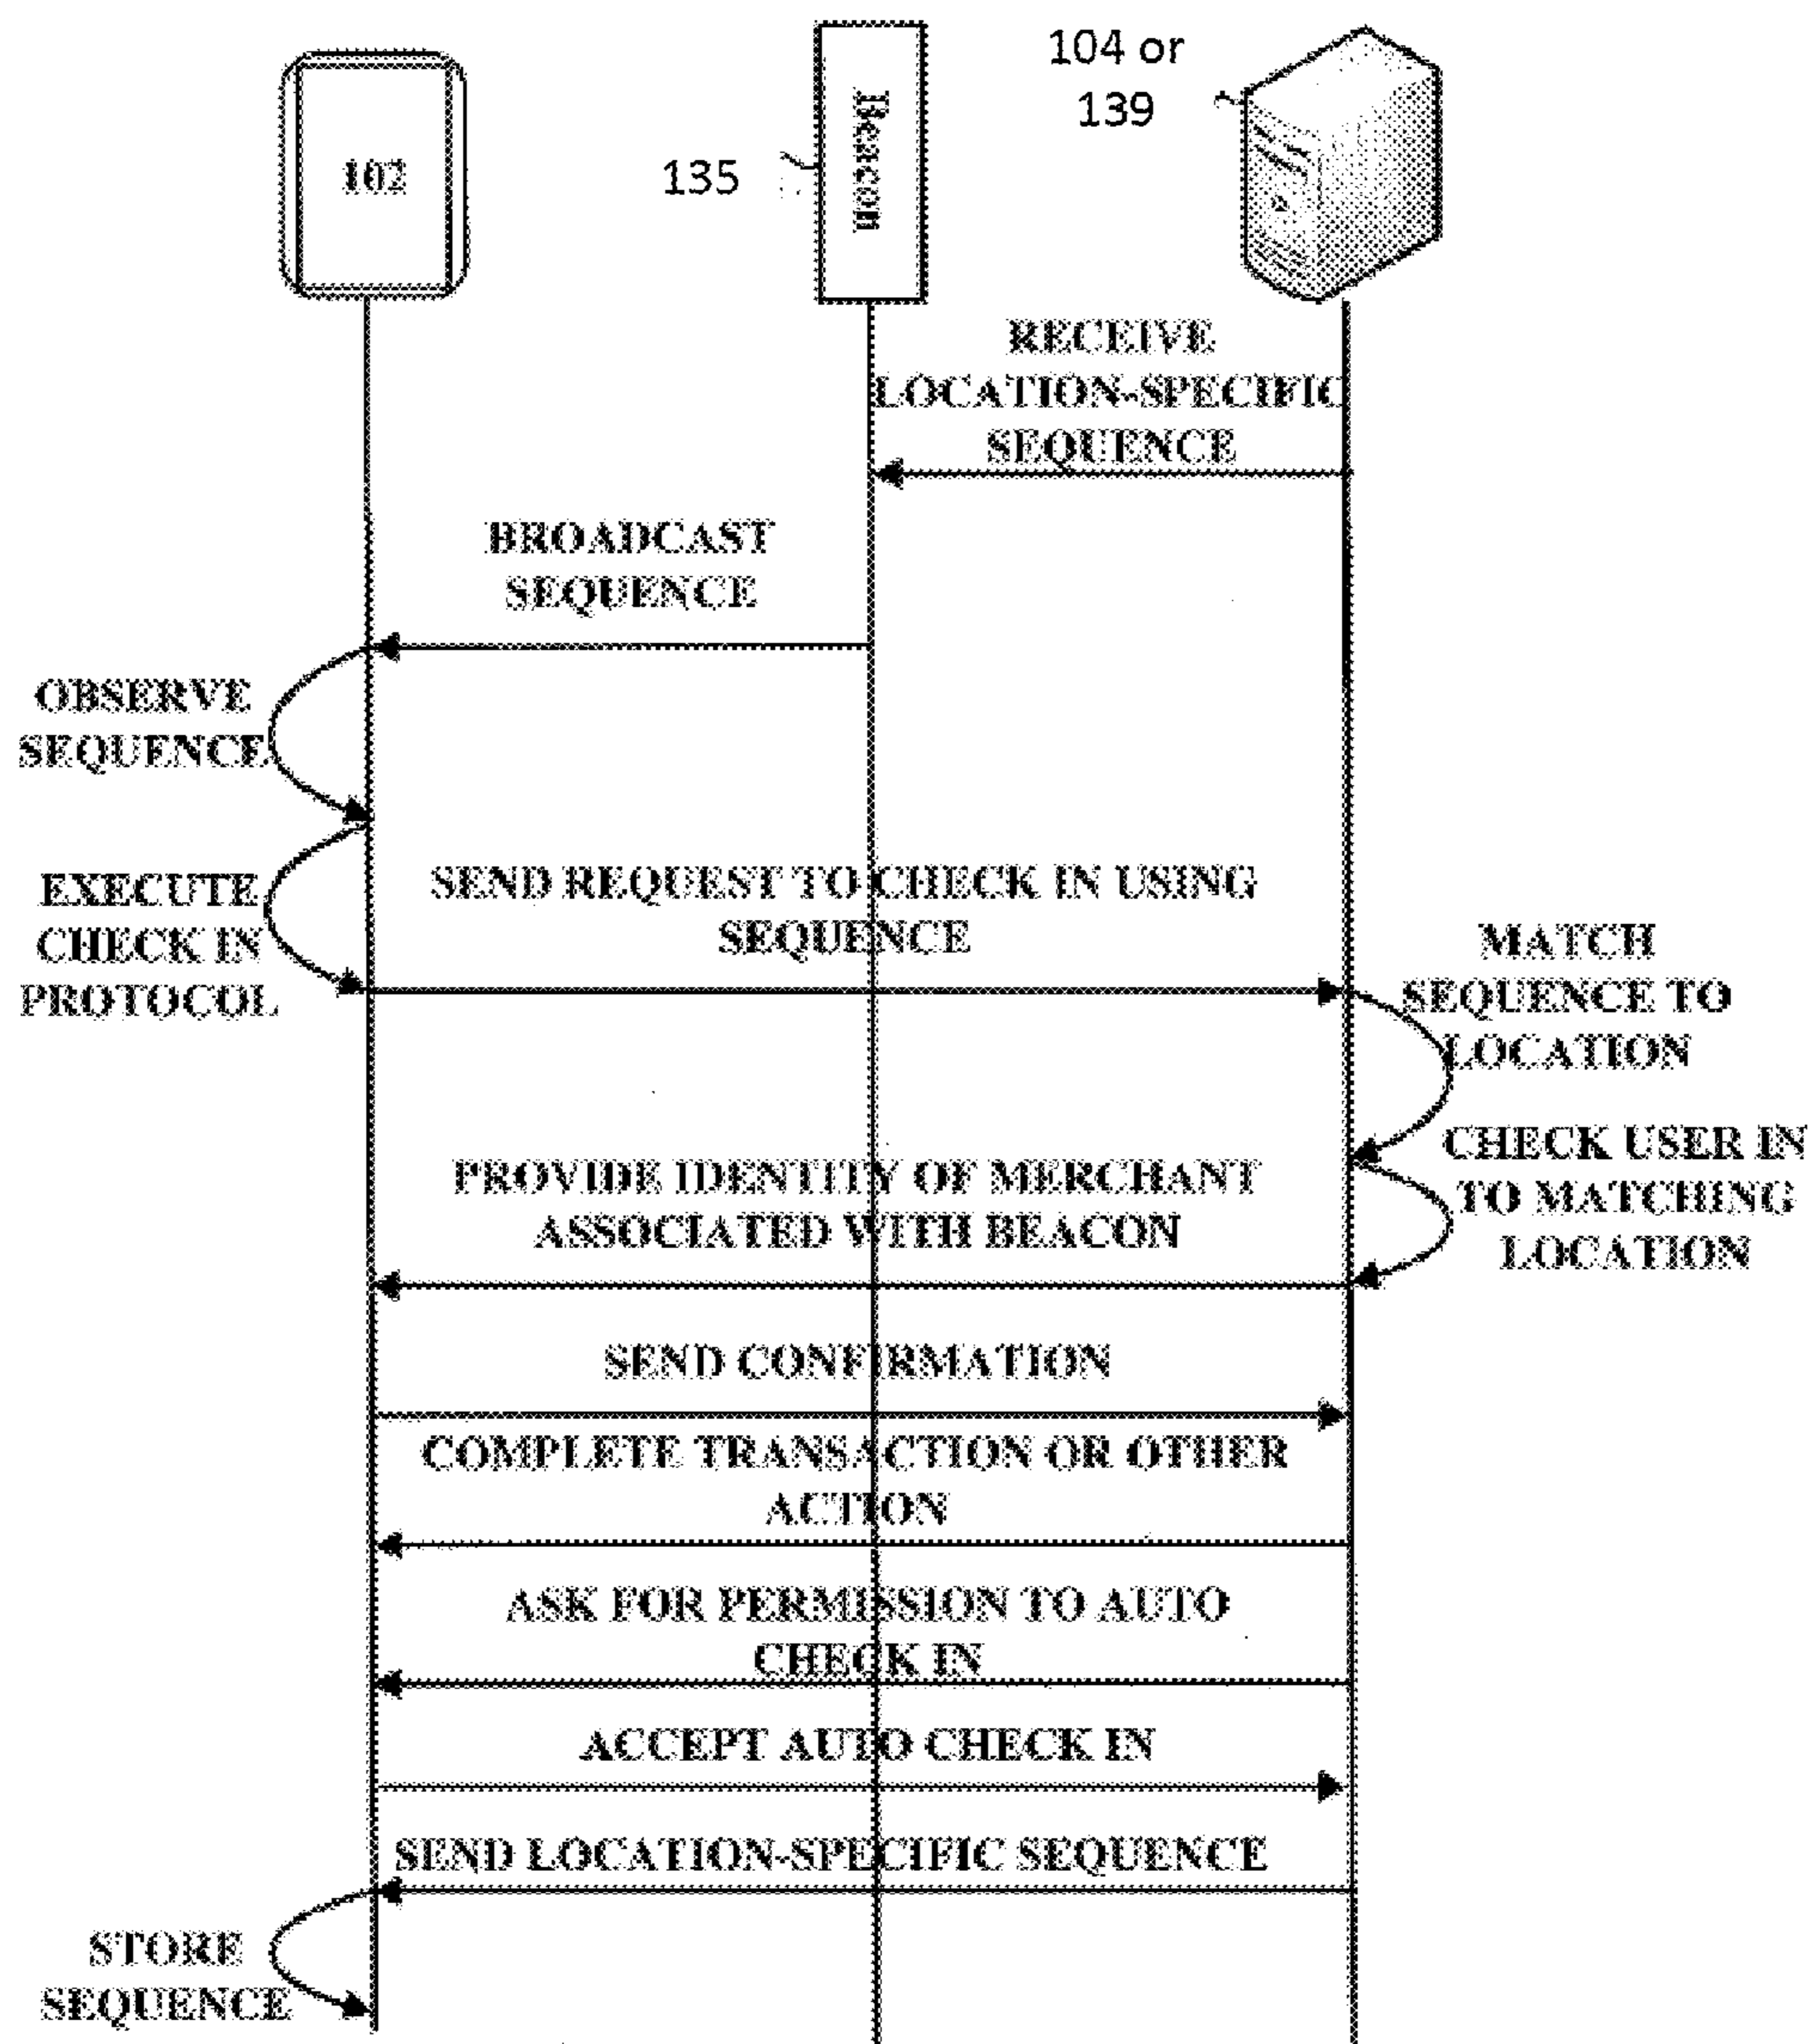 104 or
139
102
135
Beacon
RECEIVE
LOCATION-SPECIFIC
SEQUENCE
BROADCAST
SEQUENCE
OBSERVE
SEQUENCE
EXECUTE
CHECK IN
PROTOCOL
SEND REQUEST TO CHECK IN USING
SEQUENCE
MATCH
SEQUENCE TO
LOCATION
CHECK USER IN
TO MATCHING
LOCATION
PROVIDE IDENTITY OF MERCHANT
ASSOCIATED WITH BEACON
SEND CONFIRMATION
COMPLETE TRANSACTION OR OTHER
ACTION
ASK FOR PERMISSION TO AUTO
CHECK IN
ACCEPT AUTO CHECK IN
SEND LOCATION-SPECIFIC SEQUENCE
STORE
SEQUENCE